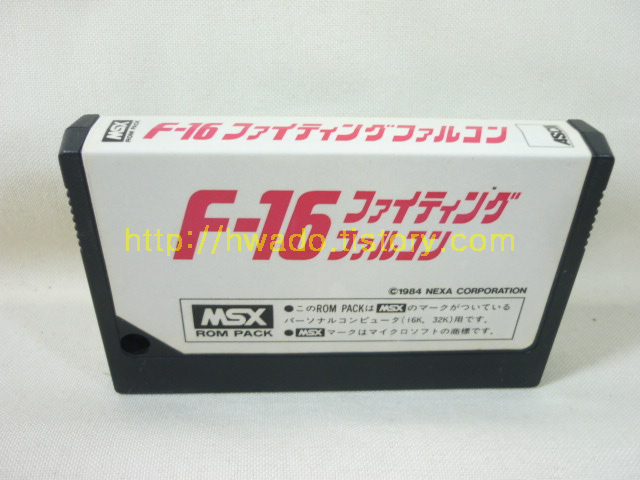 MSX
ROM PACK
F-16 ファイティングファルコン
ASCII
F-16 ファイティング
ファルコン
http://hwado.tistory.com
©1984 NEXA CORPORATION
MSX
ROM PACK
●このROM PACKはMSXのマークがついている
パーソナルコンピュータ(16K, 32K)用です。
●MSXマークはマイクロソフトの商標です。